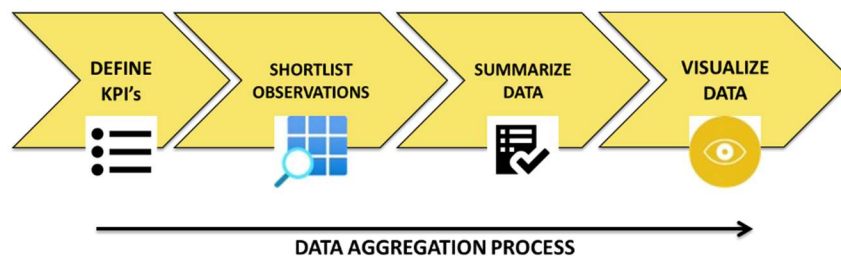 DEFINE
KPI's
SHORTLIST
OBSERVATIONS
SUMMARIZE
DATA
VISUALIZE
DATA
DATA AGGREGATION PROCESS